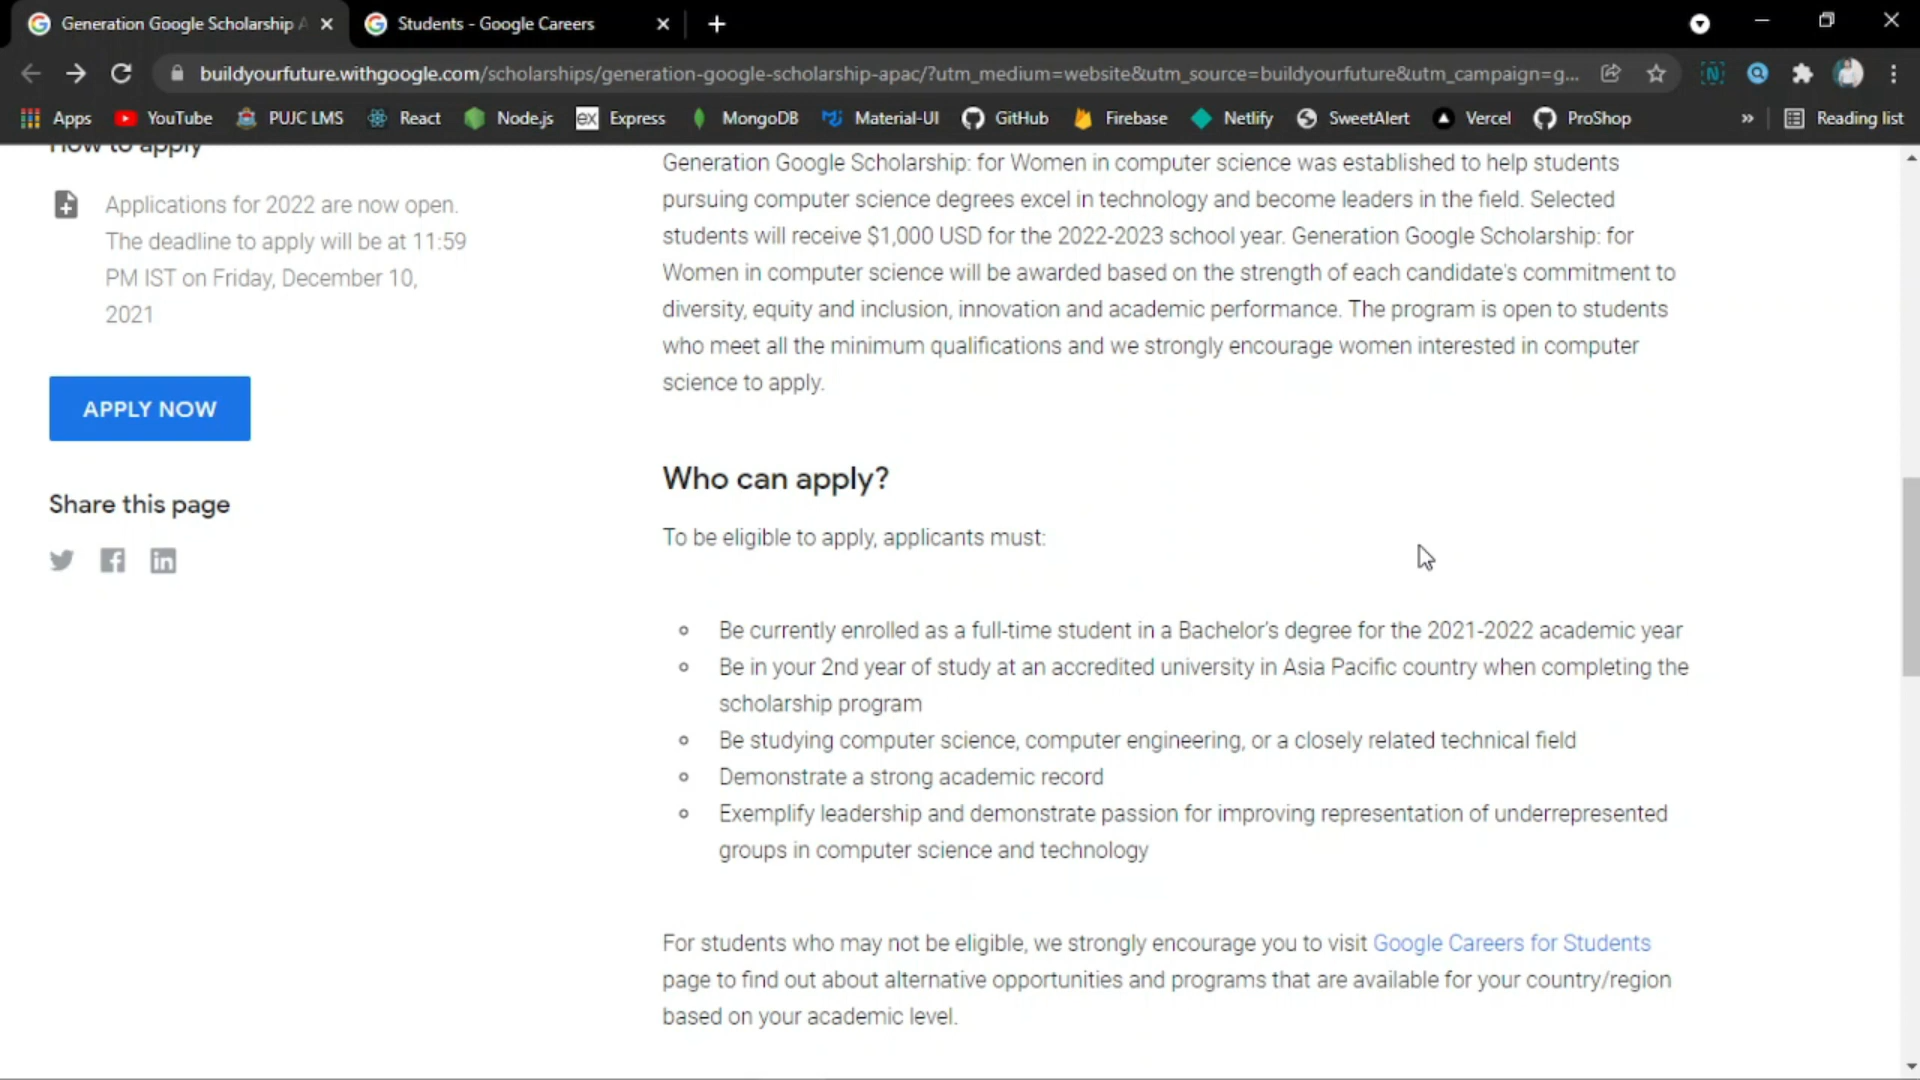 Generation Google Scholarship A
Students - Google Careers
buildyourfuture.withgoogle.com/scholarships/generation-google-scholarship-apac/?utm_medium=website&utm_source=buildyourfuture&utm_campaign=g...
Apps YouTube PUJC LMS React Node.js ex Express MongoDB Material-UI GitHub Firebase Netlify SweetAlert Vercel ProShop » Reading list
How to apply
Applications for 2022 are now open.
The deadline to apply will be at 11:59
PM IST on Friday, December 10,
2021
APPLY NOW
Share this page
Generation Google Scholarship: for Women in computer science was established to help students
pursuing computer science degrees excel in technology and become leaders in the field. Selected
students will receive $1,000 USD for the 2022-2023 school year. Generation Google Scholarship: for
Women in computer science will be awarded based on the strength of each candidate's commitment to
diversity, equity and inclusion, innovation and academic performance. The program is open to students
who meet all the minimum qualifications and we strongly encourage women interested in computer
science to apply.
Who can apply?
To be eligible to apply, applicants must:
Be currently enrolled as a full-time student in a Bachelor's degree for the 2021-2022 academic year
Be in your 2nd year of study at an accredited university in Asia Pacific country when completing the
scholarship program
Be studying computer science, computer engineering, or a closely related technical field
Demonstrate a strong academic record
Exemplify leadership and demonstrate passion for improving representation of underrepresented
groups in computer science and technology
For students who may not be eligible, we strongly encourage you to visit Google Careers for Students
page to find out about alternative opportunities and programs that are available for your country/region
based on your academic level.